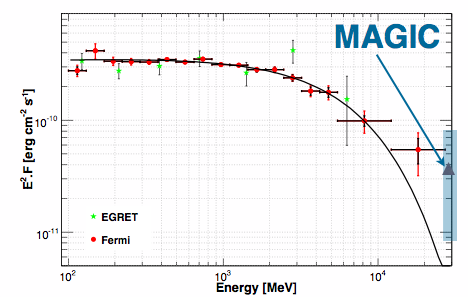 MAGIC
E².F [erg cm⁻² s⁻¹]
10⁻¹⁰
10⁻¹¹
EGRET
Fermi
10²
10³
10⁴
Energy [MeV]